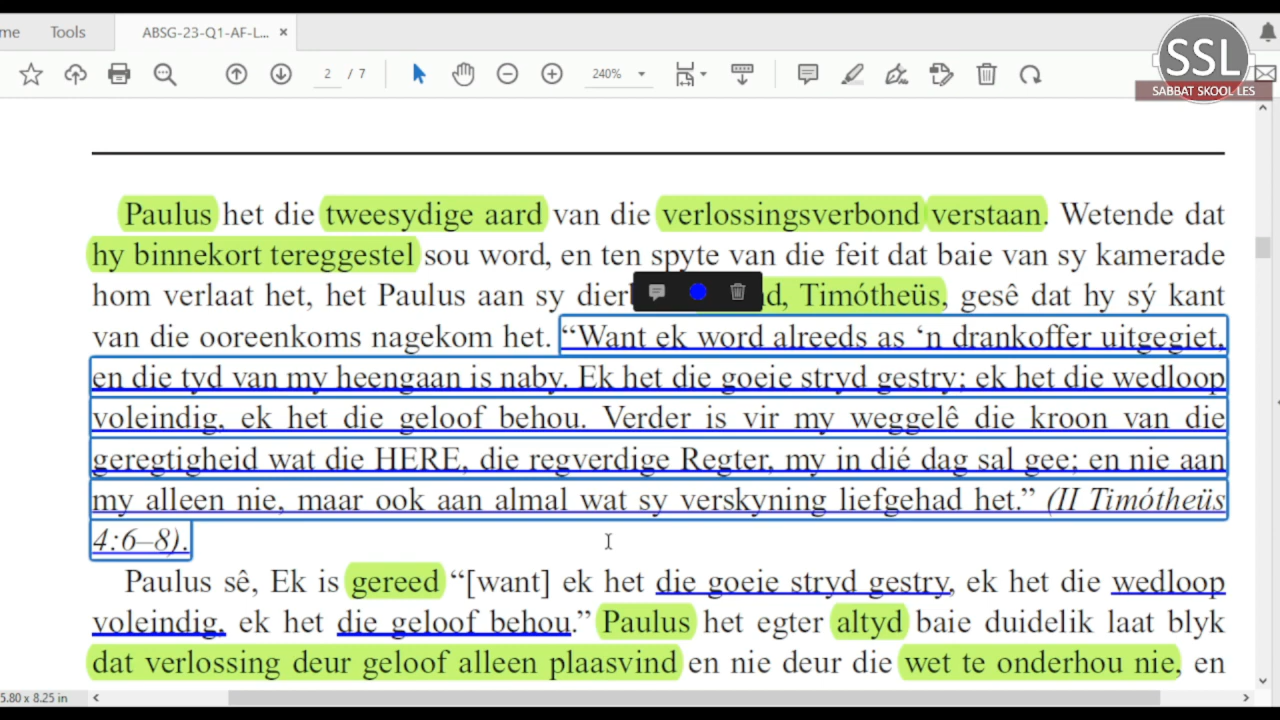 me Tools ABSG-23-Q1-AF-L... ×
SSL
SABBAT SKOOL LES
2 / 7 240%
Paulus het die tweesydige aard van die verlossingsverbond verstaan. Wetende dat
hy binnekort tereggestel sou word, en ten spyte van die feit dat baie van sy kamerade
hom verlaat het, het Paulus aan sy Timótheüs, gesê dat hy sý kant
van die ooreenkoms nagekom het. “Want ek word alreeds as ‘n drankoffer uitgegiet,
en die tyd van my heengaan is naby. Ek het die goeie stryd gestry; ek het die wedloop
voleindig, ek het die geloof behou. Verder is vir my weggelê die kroon van die
geregtigheid wat die HERE, die regverdige Regter, my in dié dag sal gee; en nie aan
my alleen nie, maar ook aan almal wat sy verskyning liefgehad het.” (II Timótheüs
4:6–8).
Paulus sê, Ek is gereed “[want] ek het die goeie stryd gestry, ek het die wedloop
voleindig, ek het die geloof behou.” Paulus het egter altyd baie duidelik laat blyk
dat verlossing deur geloof alleen plaasvind en nie deur die wet te onderhou nie, en
5.80 x 8.25 in